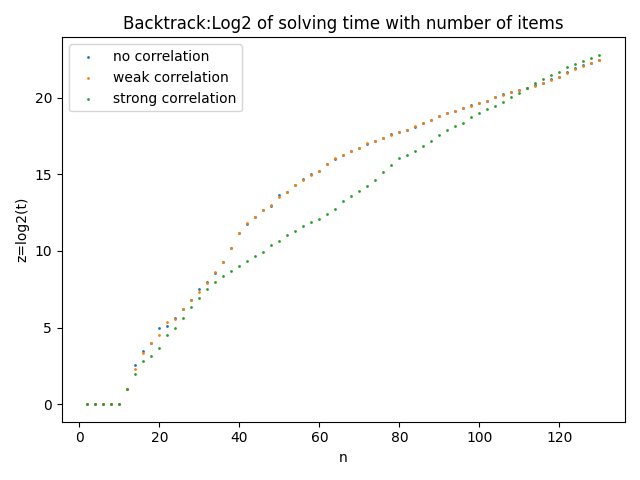 Backtrack:Log2 of solving time with number of items
no correlation
weak correlation
strong correlation
z=log2(t)
20
15
10
5
0
0 20 40 60 80 100 120
n